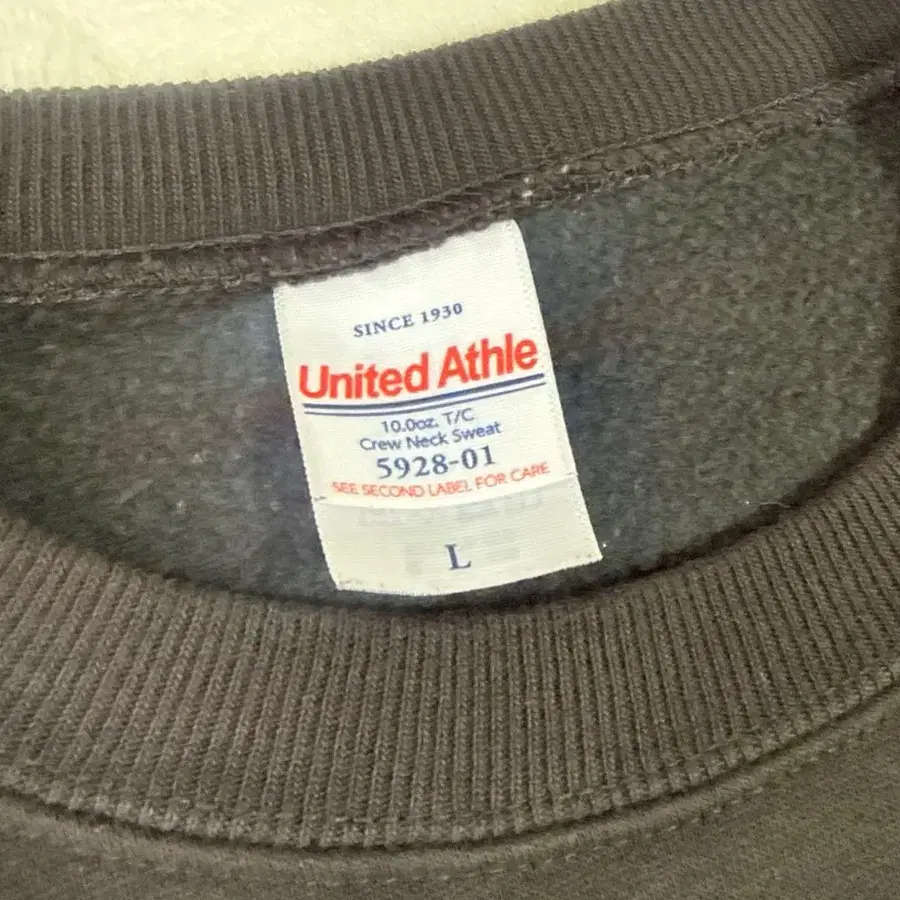 SINCE 1930
United Athle
10.0oz. T/C
Crew Neck Sweat
5928-01
SEE SECOND LABEL FOR CARE
L